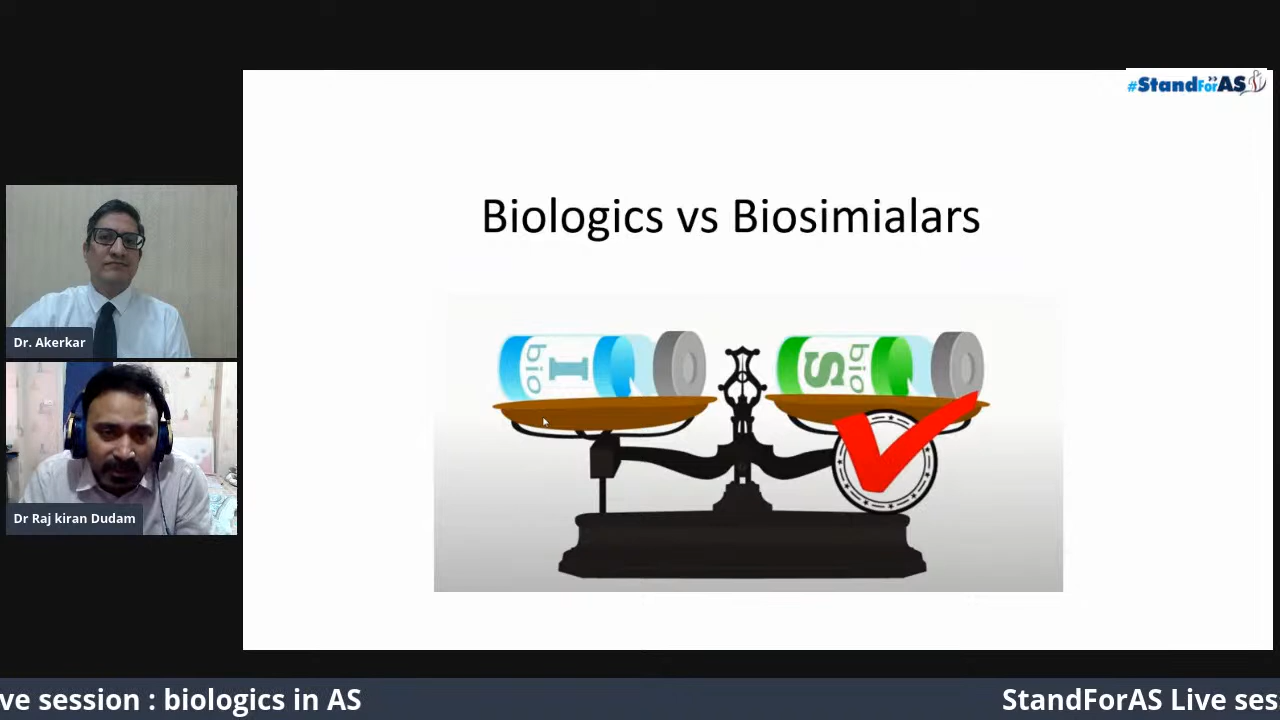 #StandForAS
Biologics vs Biosimialars
bio I
S bio
Dr. Akerkar
Dr Raj kiran Dudam
ve session : biologics in AS
StandForAS Live ses